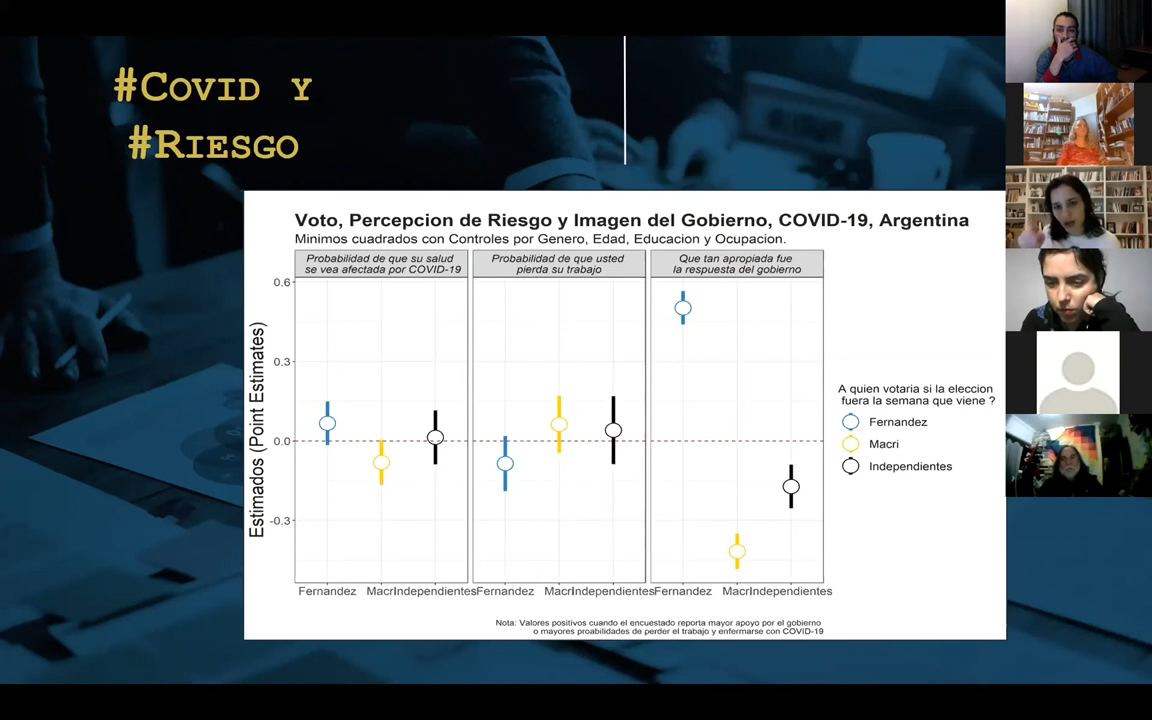 #Covid y
#Riesgo
Voto, Percepcion de Riesgo y Imagen del Gobierno, COVID-19, Argentina
Minimos cuadrados con Controles por Genero, Edad, Educacion y Ocupacion.
Probabilidad de que su salud
se vea afectada por COVID-19
Probabilidad de que usted
pierda su trabajo
Que tan apropiada fue
la respuesta del gobierno
Estimados (Point Estimates)
0.6
0.3
0.0
-0.3
Fernandez Macri Independientes Fernandez Macri Independientes Fernandez Macri Independientes
A quien votaria si la eleccion
fuera la semana que viene ?
Fernandez
Macri
Independientes
Nota: Valores positivos cuando el encuestado reporta mayor apoyo por el gobierno
o mayores proabilidades de perder el trabajo y enfermarse con COVID-19